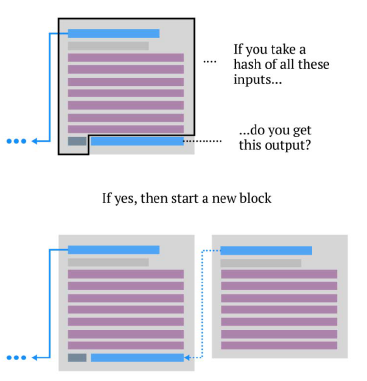 If you take a
hash of all these
inputs...
...do you get
this output?
If yes, then start a new block